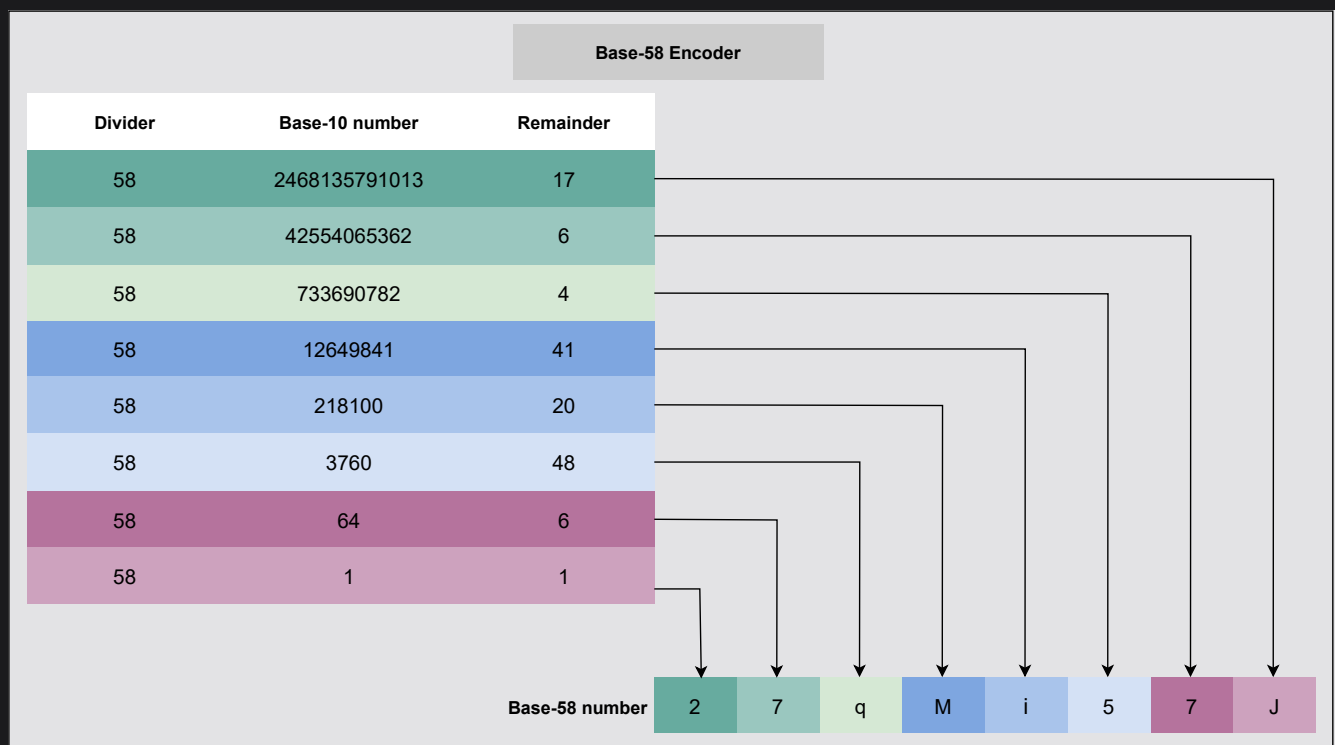 Base-58 Encoder
Divider Base-10 number Remainder
58 2468135791013 17
58 42554065362 6
58 733690782 4
58 12649841 41
58 218100 20
58 3760 48
58 64 6
58 1 1
Base-58 number 2 7 q M i 5 7 J